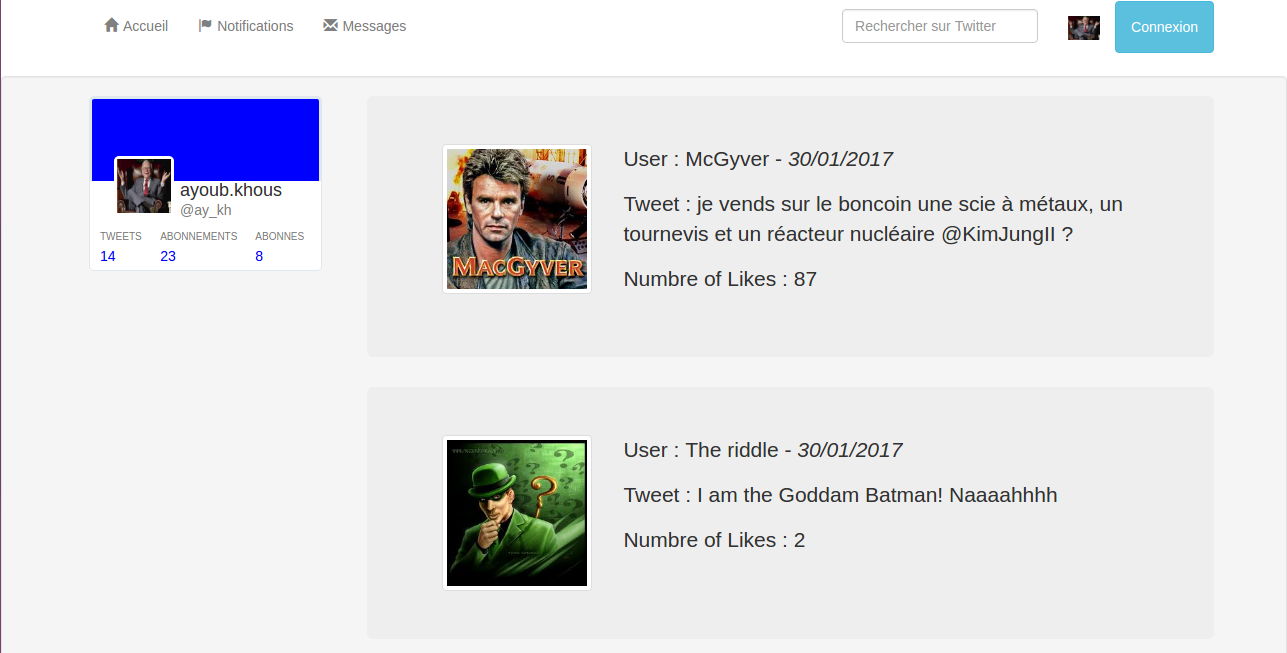 Accueil Notifications Messages Rechercher sur Twitter Connexion
ayoub.khous
@ay_kh
TWEETS ABONNEMENTS ABONNES
14 23 8
MACGYVER
User : McGyver - 30/01/2017
Tweet : je vends sur le boncoin une scie à métaux, un
tournevis et un réacteur nucléaire @KimJungII ?
Numbre of Likes : 87
User : The riddle - 30/01/2017
Tweet : I am the Goddam Batman! Naaaahhhh
Numbre of Likes : 2